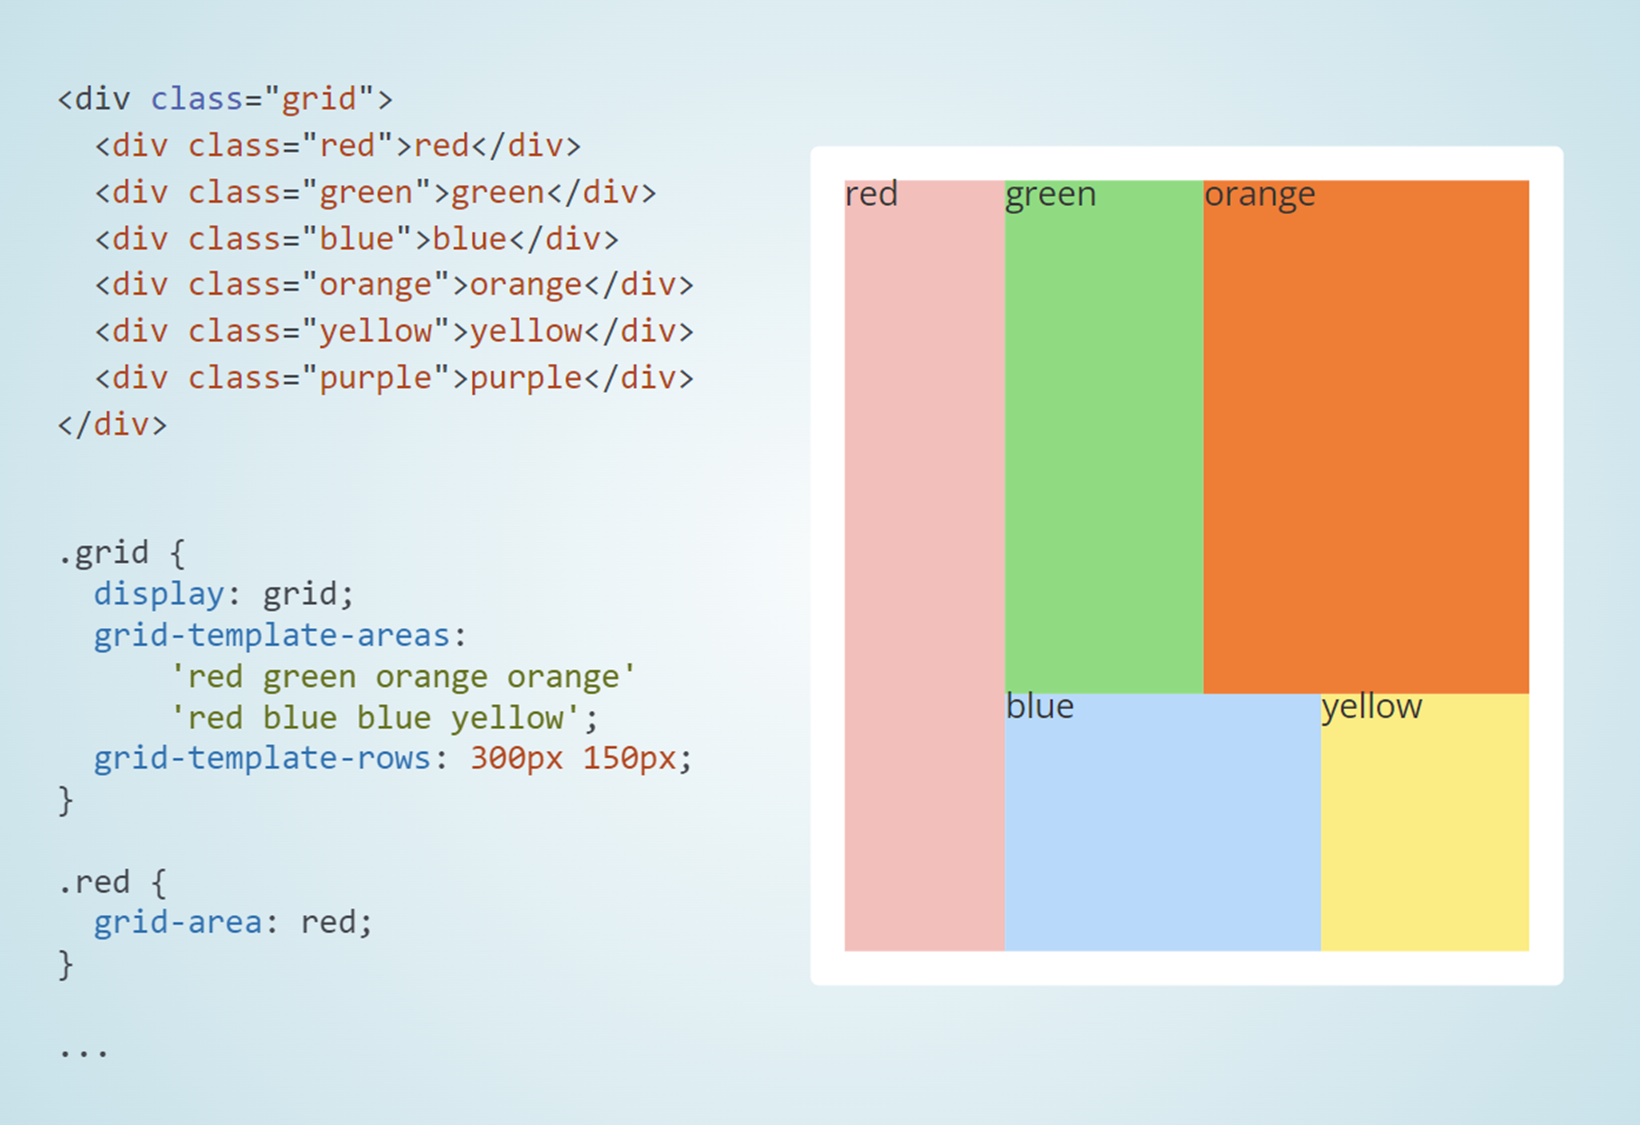 <div class="grid">
  <div class="red">red</div>
  <div class="green">green</div>
  <div class="blue">blue</div>
  <div class="orange">orange</div>
  <div class="yellow">yellow</div>
  <div class="purple">purple</div>
</div>
.grid {
  display: grid;
  grid-template-areas:
      'red green orange orange'
      'red blue blue yellow';
  grid-template-rows: 300px 150px;
}
.red {
  grid-area: red;
}
...
red green orange
blue yellow